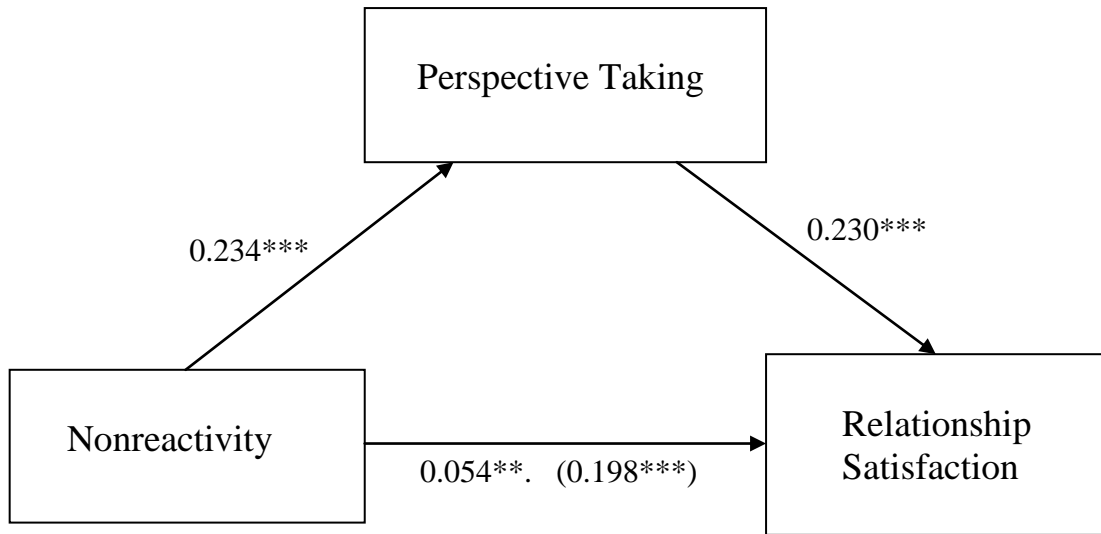 Perspective Taking
0.234***
0.230***
Nonreactivity
Relationship
Satisfaction
0.054**. (0.198***)